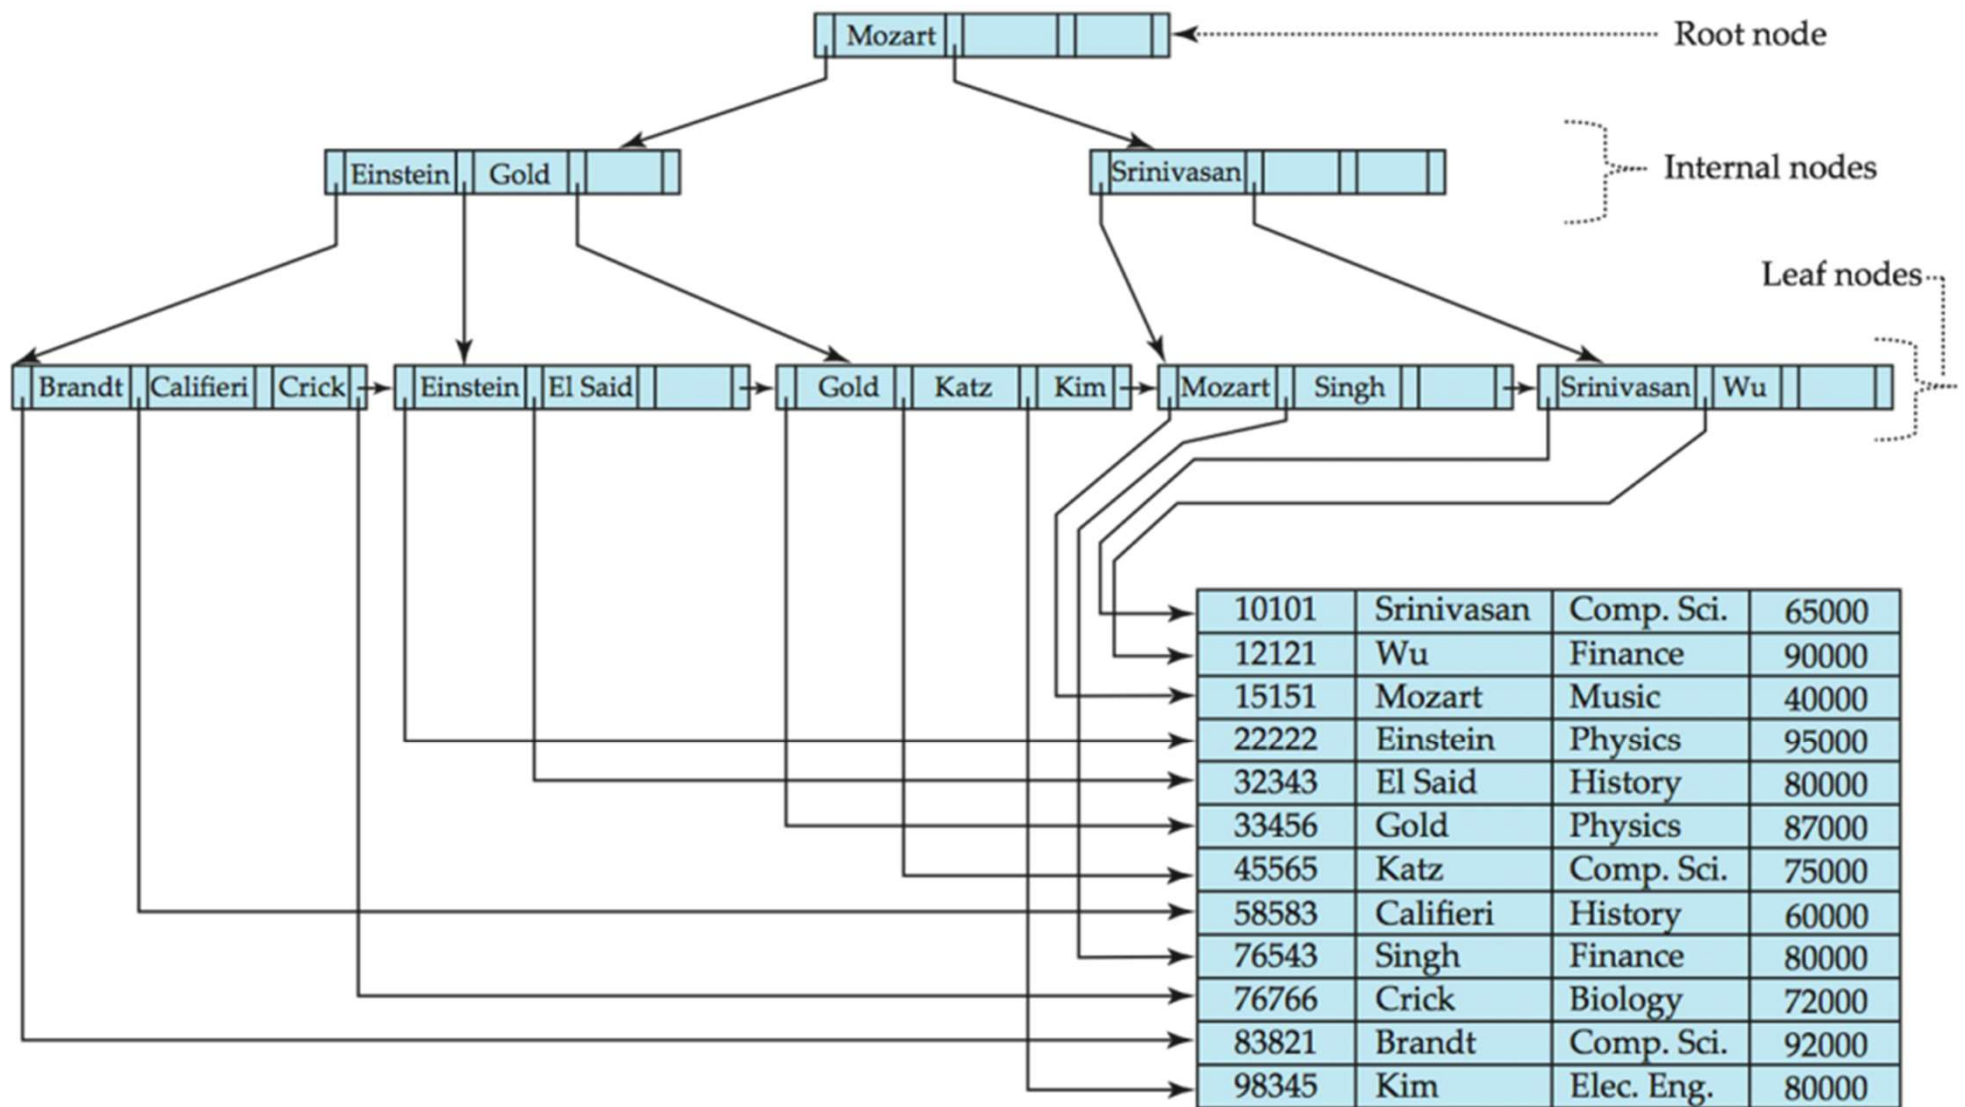 Mozart
Root node
Einstein Gold
Srinivasan
Internal nodes
Leaf nodes
Brandt Califieri Crick Einstein El Said Gold Katz Kim Mozart Singh Srinivasan Wu
10101 Srinivasan Comp. Sci. 65000
12121 Wu Finance 90000
15151 Mozart Music 40000
22222 Einstein Physics 95000
32343 El Said History 80000
33456 Gold Physics 87000
45565 Katz Comp. Sci. 75000
58583 Califieri History 60000
76543 Singh Finance 80000
76766 Crick Biology 72000
83821 Brandt Comp. Sci. 92000
98345 Kim Elec. Eng. 80000